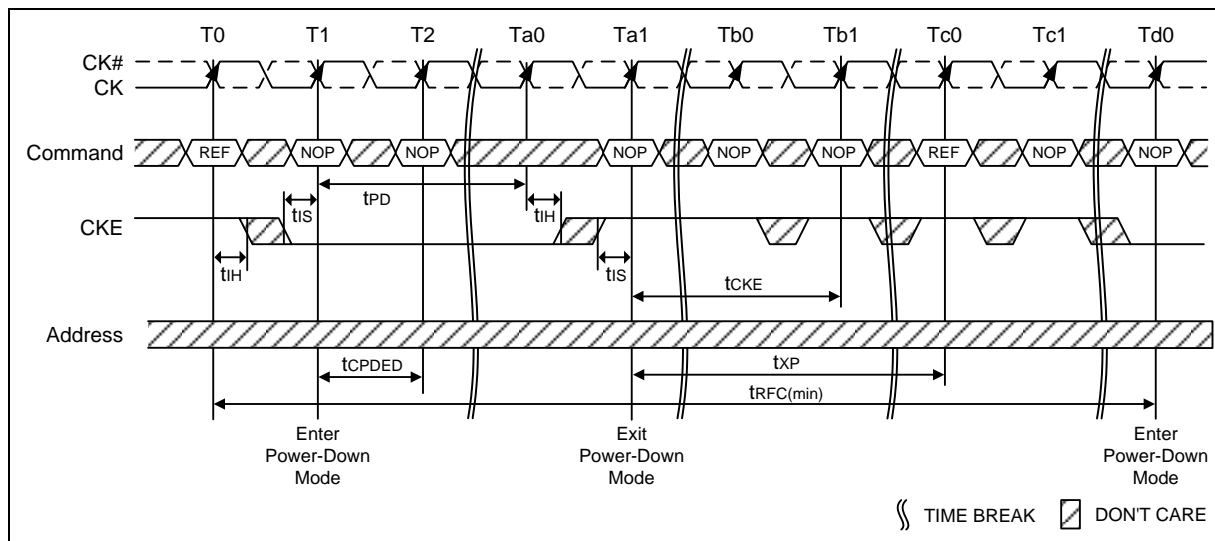 T0 T1 T2 Ta0 Ta1 Tb0 Tb1 Tc0 Tc1 Td0
CK#
CK
Command REF NOP NOP NOP NOP NOP REF NOP NOP
tIS tPD tIH
CKE
tIH tIS
tCKE
Address
tCPDED tXP
tRFC(min)
Enter Power-Down Mode
Exit Power-Down Mode
Enter Power-Down Mode
TIME BREAK DON'T CARE